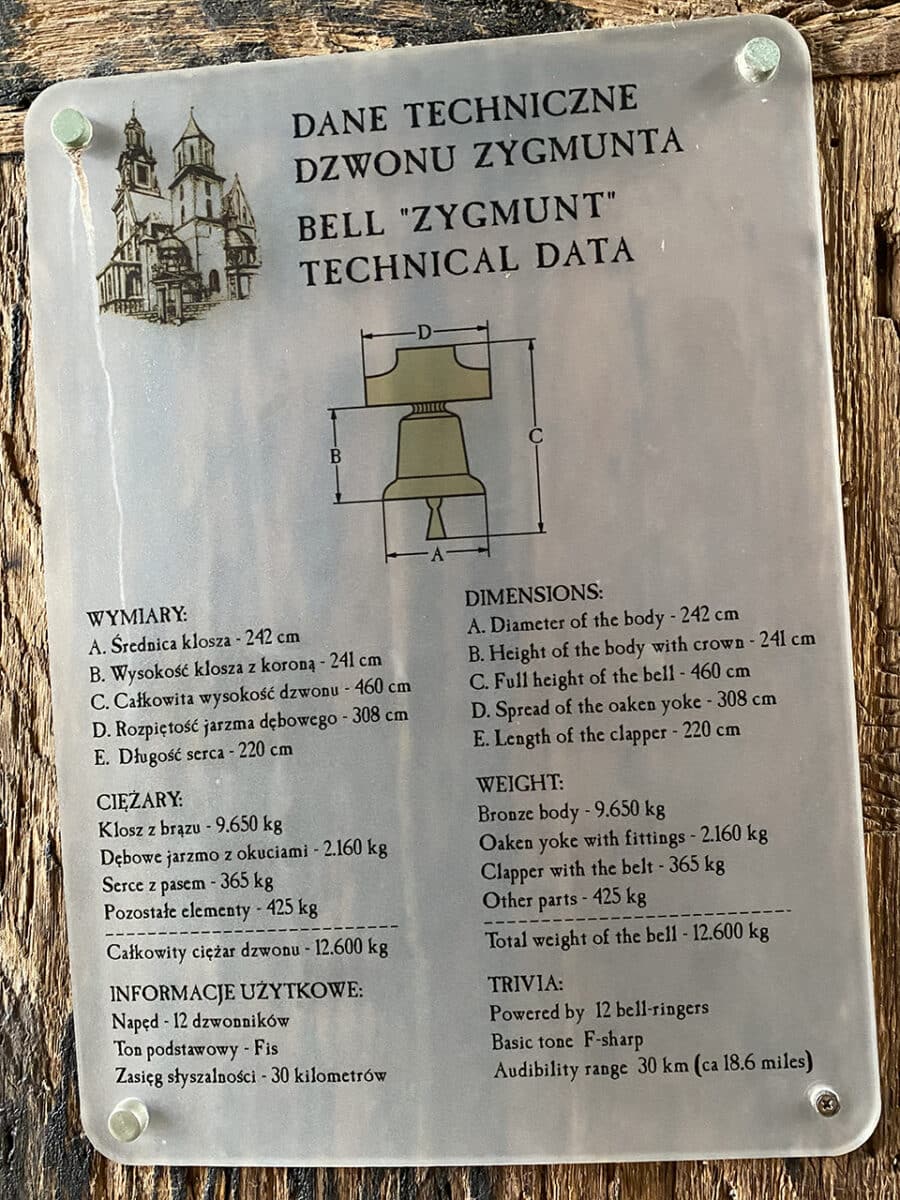 DANE TECHNICZNE
DZWONU ZYGMUNTA
BELL "ZYGMUNT"
TECHNICAL DATA
D
B
C
A
WYMIARY:
A. Średnica klosza - 242 cm
B. Wysokość klosza z koroną - 241 cm
C. Całkowita wysokość dzwonu - 460 cm
D. Rozpiętość jarzma dębowego - 308 cm
E. Długość serca - 220 cm
CIĘŻARY:
Klosz z brązu - 9.650 kg
Dębowe jarzmo z okuciami - 2.160 kg
Serce z pasem - 365 kg
Pozostałe elementy - 425 kg
Całkowity ciężar dzwonu - 12.600 kg
INFORMACJE UŻYTKOWE:
Napęd - 12 dzwonników
Ton podstawowy - Fis
Zasięg słyszalności - 30 kilometrów
DIMENSIONS:
A. Diameter of the body - 242 cm
B. Height of the body with crown - 241 cm
C. Full height of the bell - 460 cm
D. Spread of the oaken yoke - 308 cm
E. Length of the clapper - 220 cm
WEIGHT:
Bronze body - 9.650 kg
Oaken yoke with fittings - 2.160 kg
Clapper with the belt - 365 kg
Other parts - 425 kg
Total weight of the bell - 12.600 kg
TRIVIA:
Powered by 12 bell-ringers
Basic tone F-sharp
Audibility range 30 km (ca 18.6 miles)